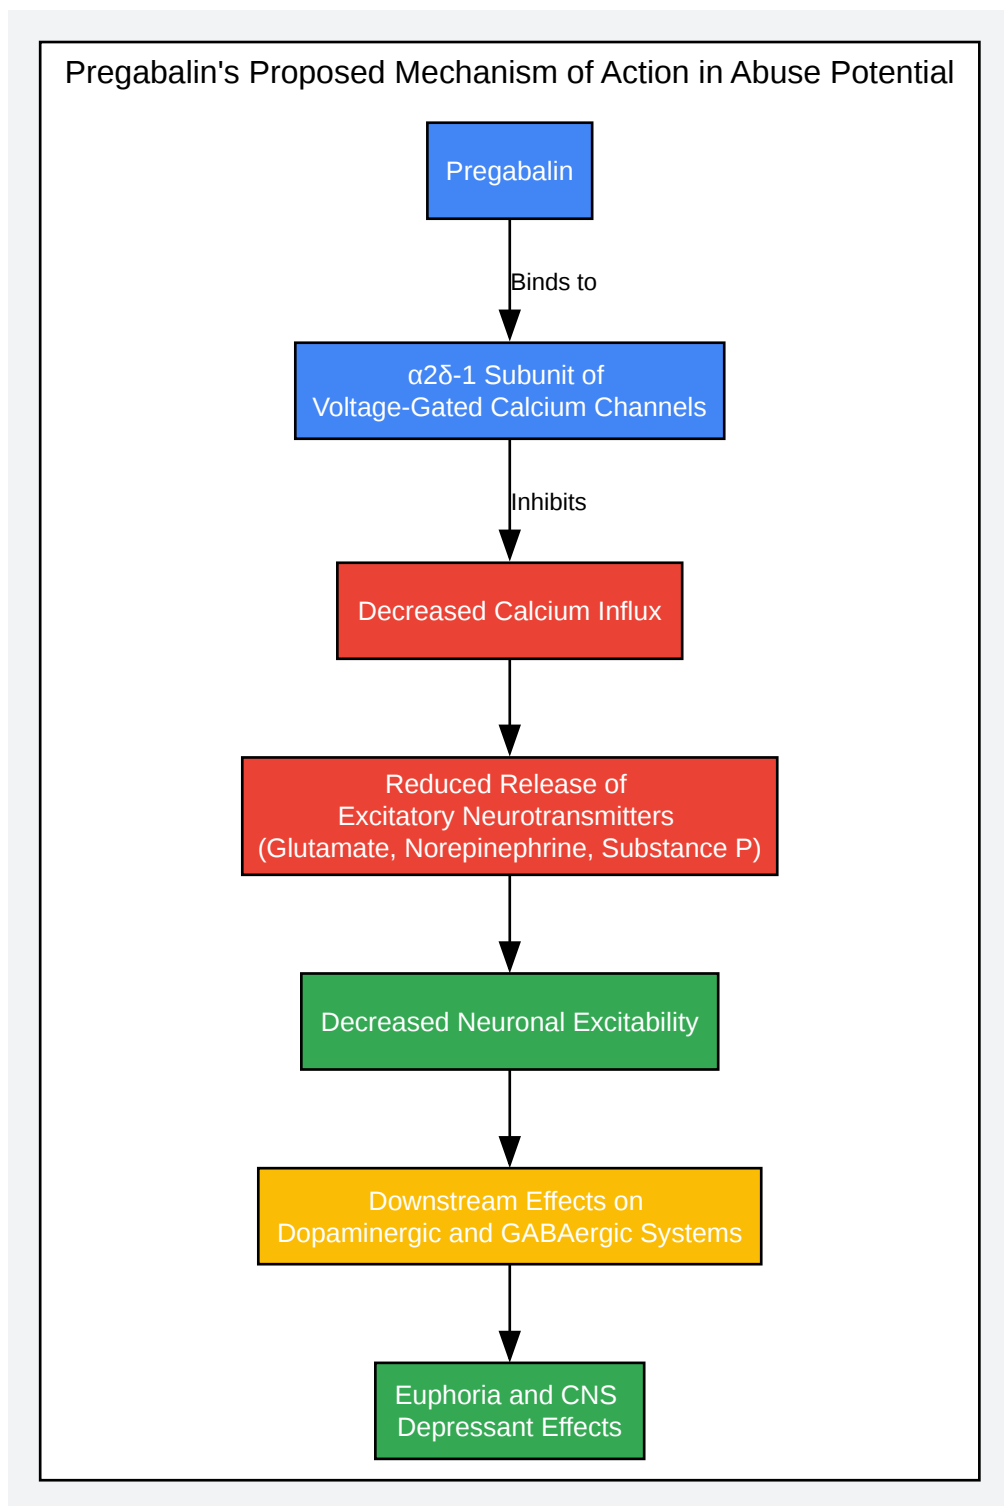 Pregabalin's Proposed Mechanism of Action in Abuse Potential
Pregabalin
Binds to
α2δ-1 Subunit of
Voltage-Gated Calcium Channels
Inhibits
Decreased Calcium Influx
Reduced Release of
Excitatory Neurotransmitters
(Glutamate, Norepinephrine, Substance P)
Decreased Neuronal Excitability
Downstream Effects on
Dopaminergic and GABAergic Systems
Euphoria and CNS
Depressant Effects